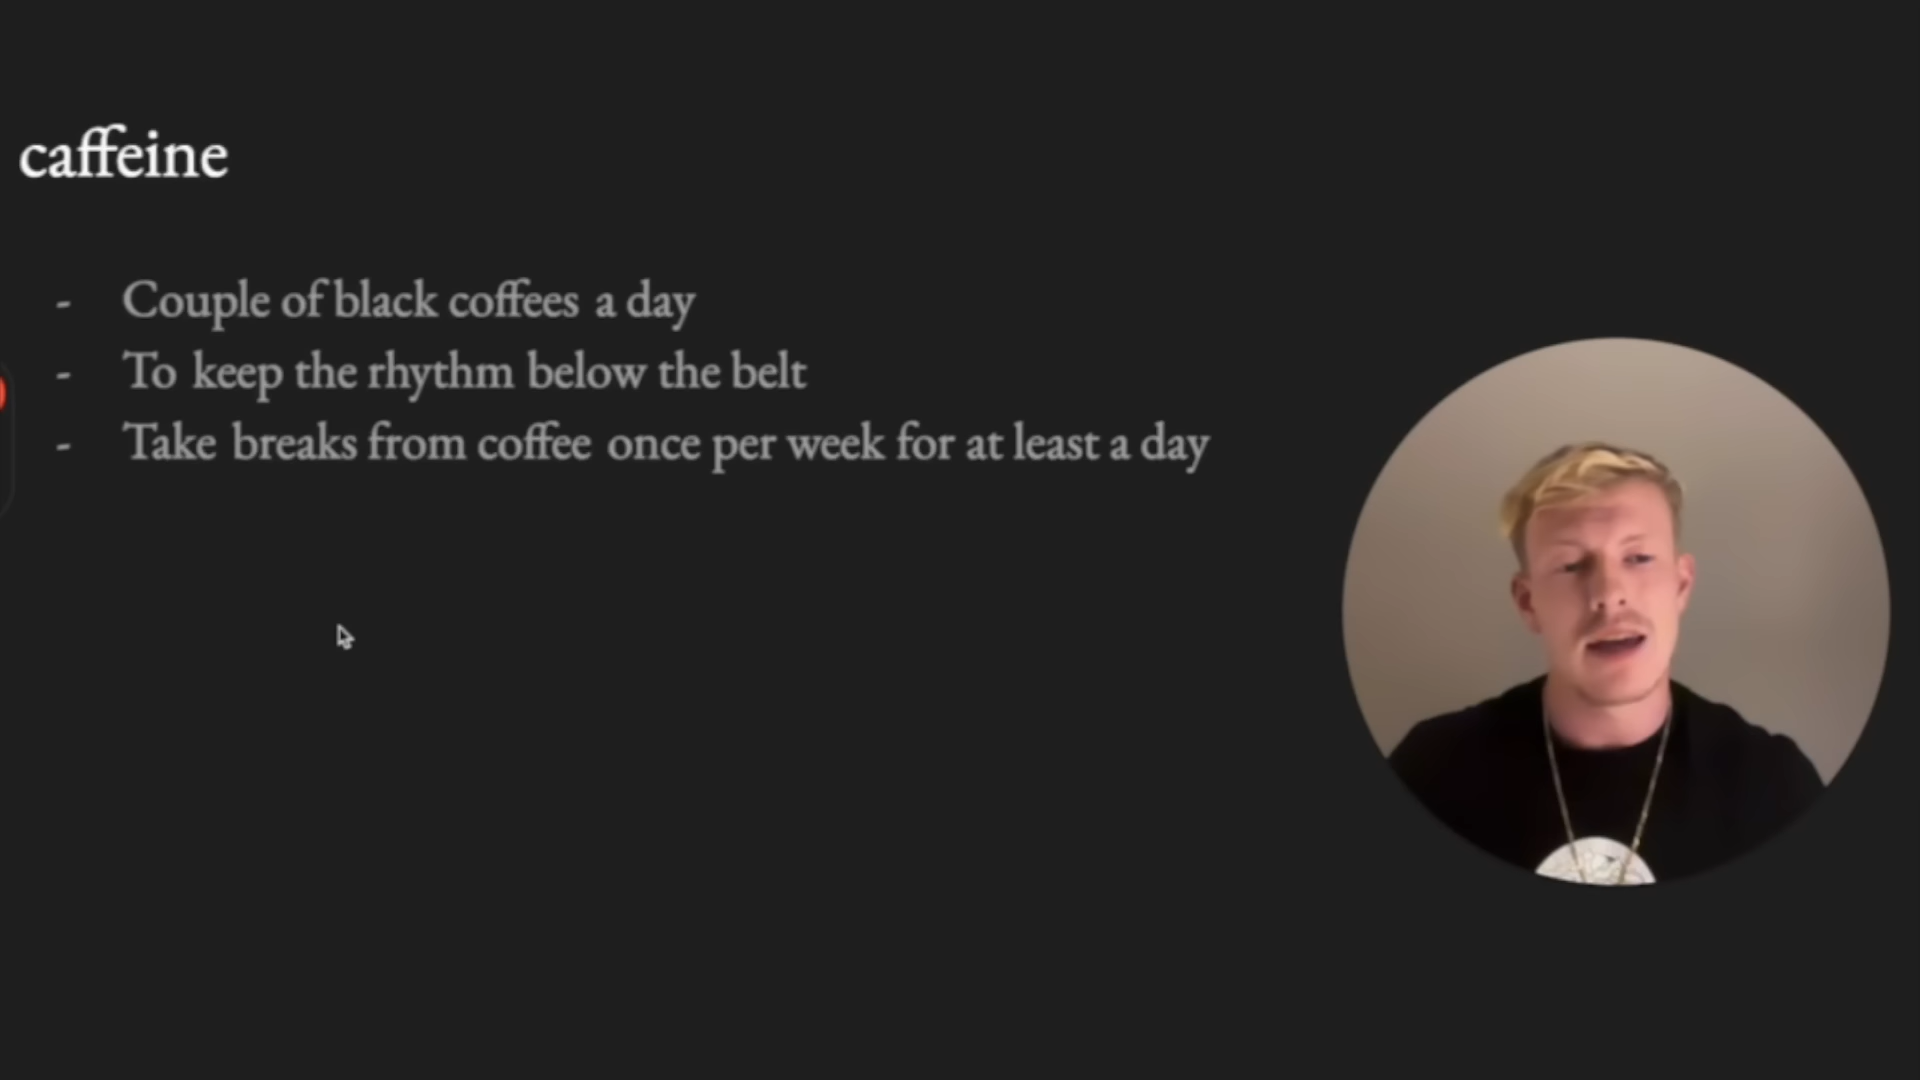 caffeine
- Couple of black coffees a day
- To keep the rhythm below the belt
- Take breaks from coffee once per week for at least a day